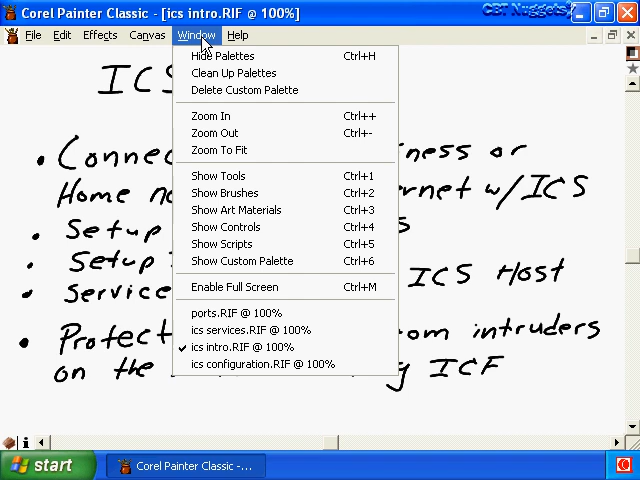 Corel Painter Classic - [ics intro.RIF @ 100%]
CBT Nuggets
File Edit Effects Canvas Window Help
Hide Palettes Ctrl+H
Clean Up Palettes
Delete Custom Palette
Zoom In Ctrl++
Zoom Out Ctrl+-
Zoom To Fit
Show Tools Ctrl+1
Show Brushes Ctrl+2
Show Art Materials Ctrl+3
Show Controls Ctrl+4
Show Scripts Ctrl+5
Show Custom Palette Ctrl+6
Enable Full Screen Ctrl+M
ports.RIF @ 100%
ics services.RIF @ 100%
✓ ics intro.RIF @ 100%
ics configuration.RIF @ 100%
ICS
• Connec iness or
Home n ernet w/ICS
• Setup s
• Setup ICS Host
• Service
• Protect om intruders
on the y ICF
start Corel Painter Classic -...